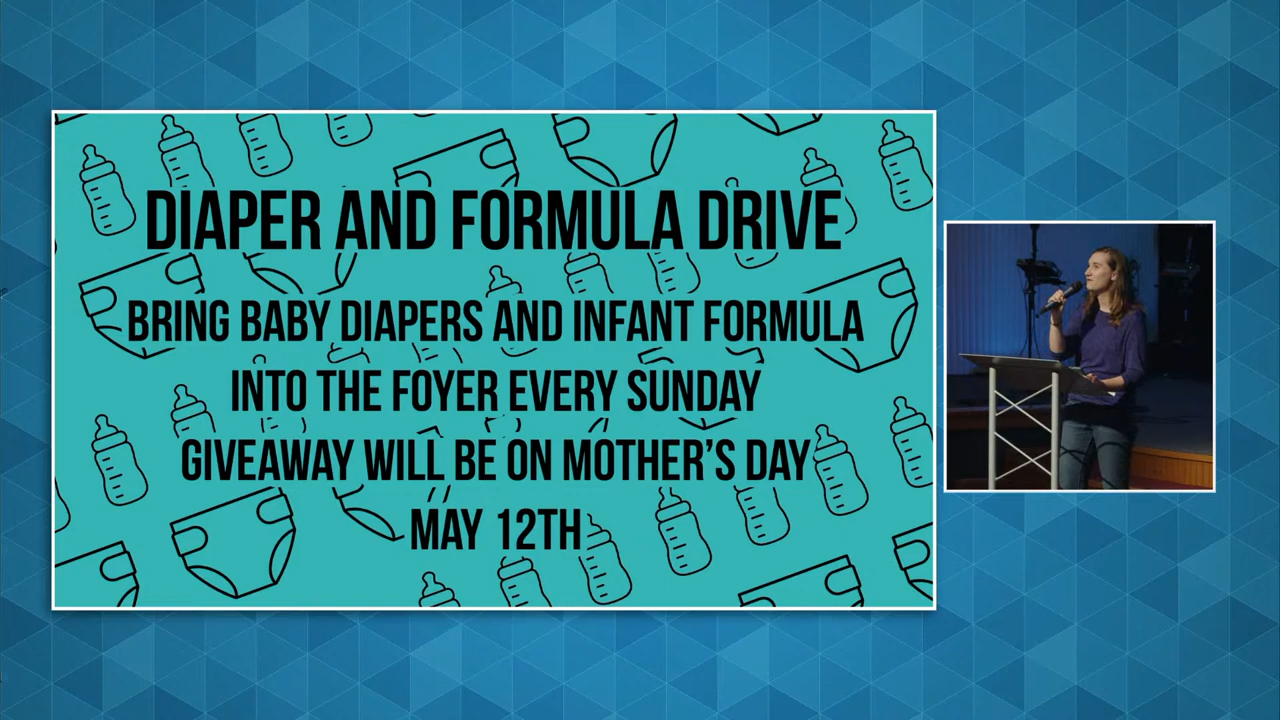 DIAPER AND FORMULA DRIVE
BRING BABY DIAPERS AND INFANT FORMULA
INTO THE FOYER EVERY SUNDAY
GIVEAWAY WILL BE ON MOTHER'S DAY
MAY 12TH